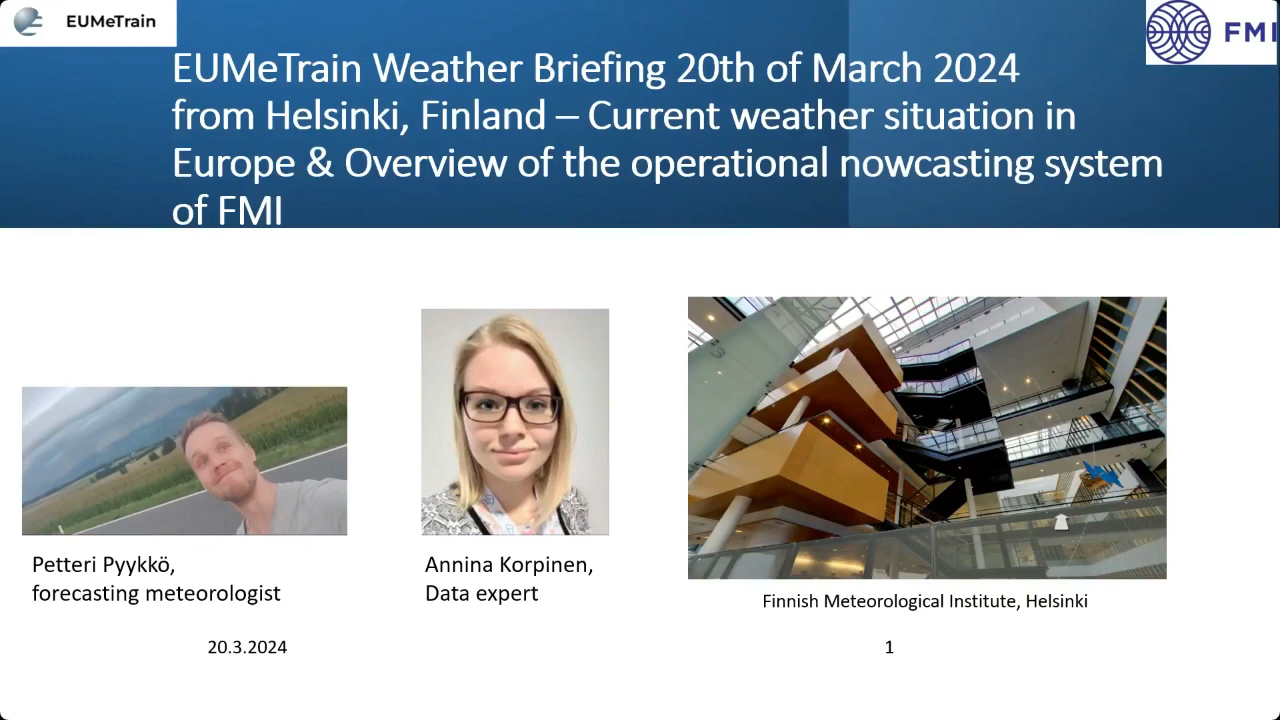 EUMeTrain
FMI
EUMeTrain Weather Briefing 20th of March 2024
from Helsinki, Finland – Current weather situation in
Europe & Overview of the operational nowcasting system
of FMI
Petteri Pyykkö,
forecasting meteorologist
Annina Korpinen,
Data expert
Finnish Meteorological Institute, Helsinki
20.3.2024
1